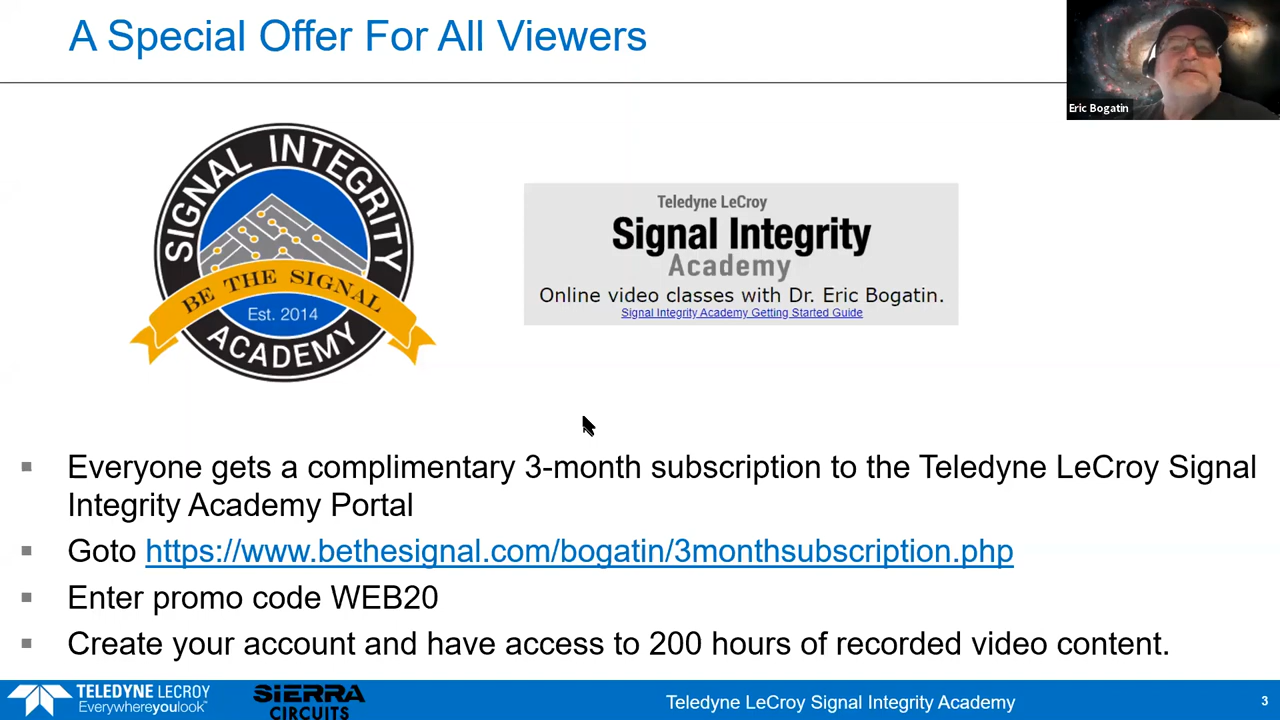 A Special Offer For All Viewers
Eric Bogatin
SIGNAL INTEGRITY
BE THE SIGNAL
Est. 2014
ACADEMY
Teledyne LeCroy
Signal Integrity
Academy
Online video classes with Dr. Eric Bogatin.
Signal Integrity Academy Getting Started Guide
▪ Everyone gets a complimentary 3-month subscription to the Teledyne LeCroy Signal
Integrity Academy Portal
▪ Goto https://www.bethesignal.com/bogatin/3monthsubscription.php
▪ Enter promo code WEB20
▪ Create your account and have access to 200 hours of recorded video content.
TELEDYNE LECROY
Everywhereyoulook™
SIERRA
CIRCUITS
Teledyne LeCroy Signal Integrity Academy
3